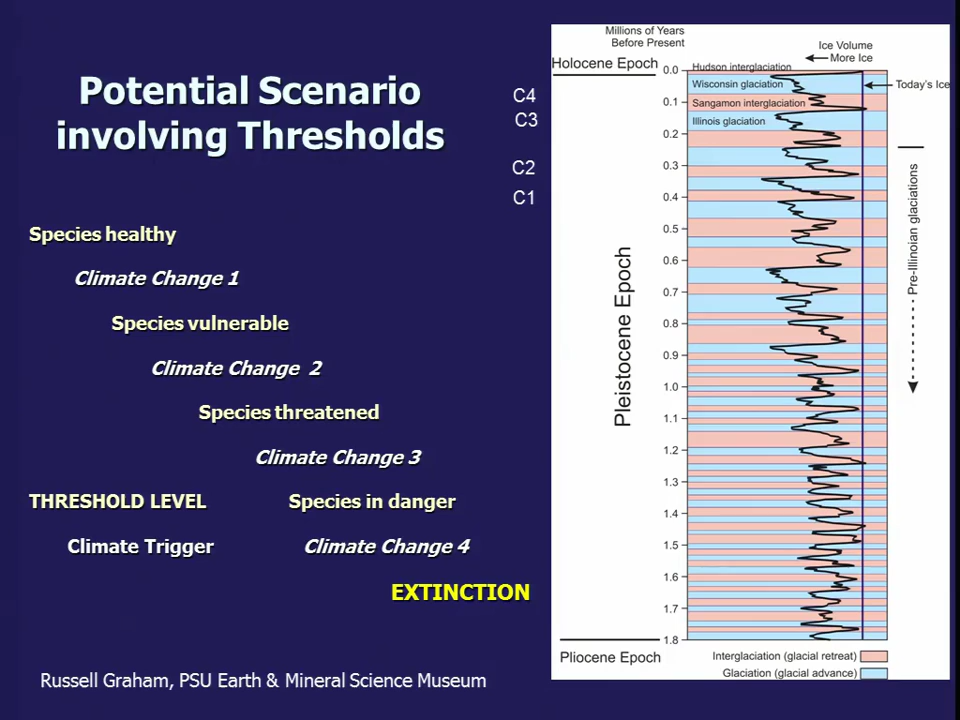 Potential Scenario
involving Thresholds
C4
C3
C2
C1
Species healthy
Climate Change 1
Species vulnerable
Climate Change 2
Species threatened
Climate Change 3
THRESHOLD LEVEL Species in danger
Climate Trigger Climate Change 4
EXTINCTION
Russell Graham, PSU Earth & Mineral Science Museum
Millions of Years
Before Present
Ice Volume
More Ice
Holocene Epoch
Hudson interglaciation
0.0
Wisconsin glaciation
Today's Ice
0.1
Sangamon interglaciation
Illinois glaciation
0.2
0.3
0.4
0.5
0.6
0.7
0.8
0.9
1.0
1.1
1.2
1.3
1.4
1.5
1.6
1.7
1.8
Pleistocene Epoch
Pre-Illinoian glaciations
Pliocene Epoch
Interglaciation (glacial retreat)
Glaciation (glacial advance)